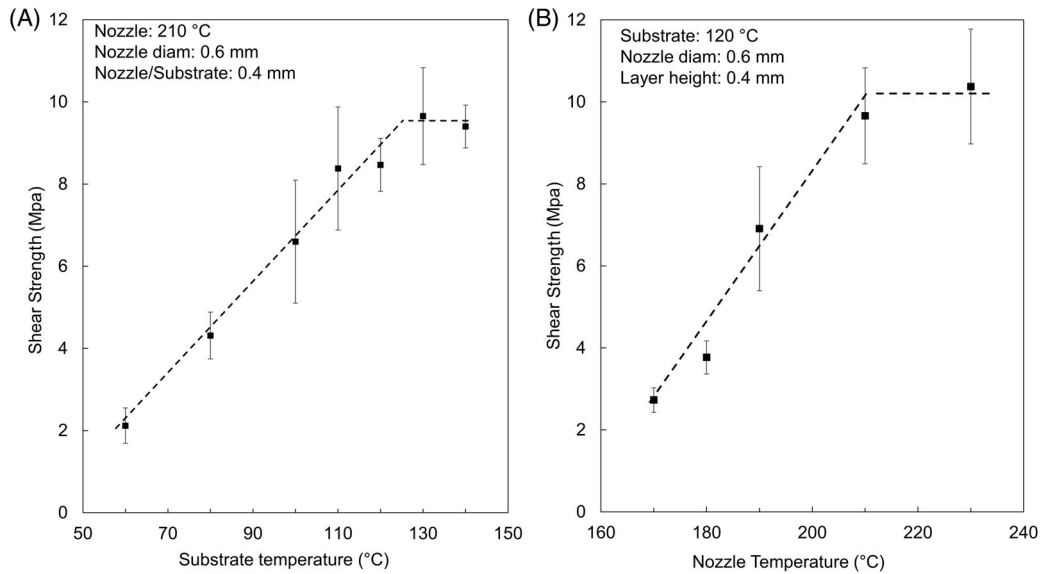 (A)
Nozzle: 210 °C
Nozzle diam: 0.6 mm
Nozzle/Substrate: 0.4 mm
12
10
8
6
4
2
0
Shear Strength (Mpa)
50 70 90 110 130 150
Substrate temperature (°C)
(B)
Substrate: 120 °C
Nozzle diam: 0.6 mm
Layer height: 0.4 mm
12
10
8
6
4
2
0
Shear Strength (Mpa)
160 180 200 220 240
Nozzle Temperature (°C)